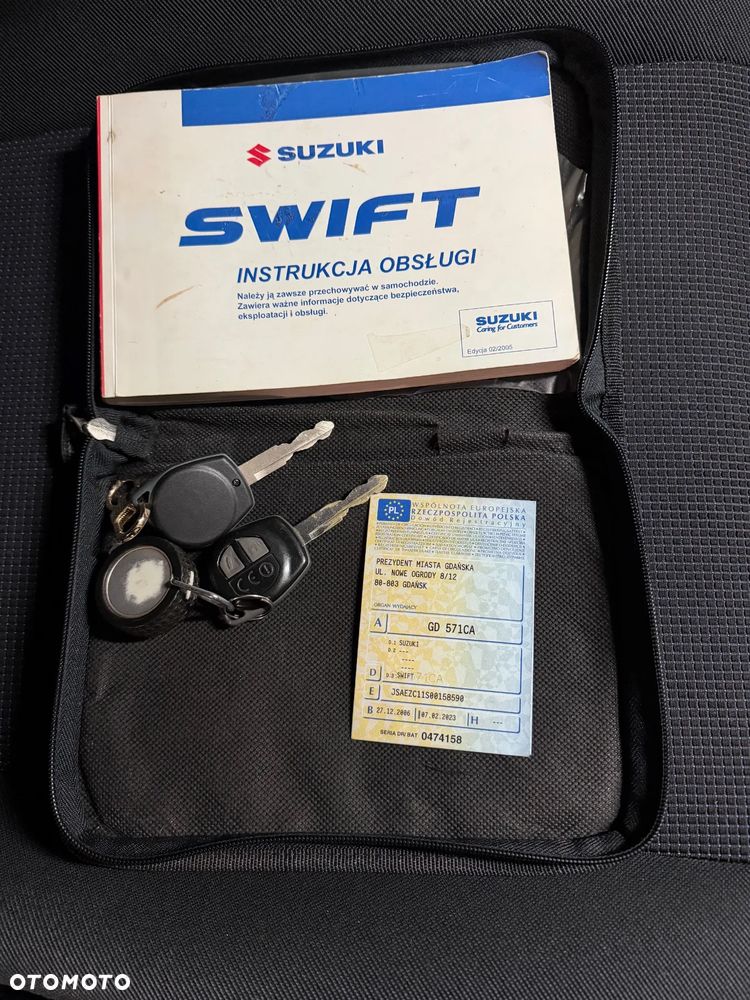 SUZUKI
SWIFT
INSTRUKCJA OBSŁUGI
Należy ją zawsze przechowywać w samochodzie.
Zawiera ważne informacje dotyczące bezpieczeństwa,
eksploatacji i obsługi.
SUZUKI
Caring for Customers
Edycja 02/2005
PL
WSPÓLNOTA EUROPEJSKA
RZECZPOSPOLITA POLSKA
Dowód Rejestracyjny
PREZYDENT MIASTA GDAŃSKA
UL. NOWE OGRODY 8/12
80-803 GDAŃSK
ORGAN WYDAJĄCY
A GD 571CA
D.1 SUZUKI
D.2 ---
----
----
D D.3 SWIFT 71CA
E JSAEZC11S00158590
B 27.12.2006 I 07.02.2023 H ---
SERIA DR/BAT 0474158
OTOMOTO